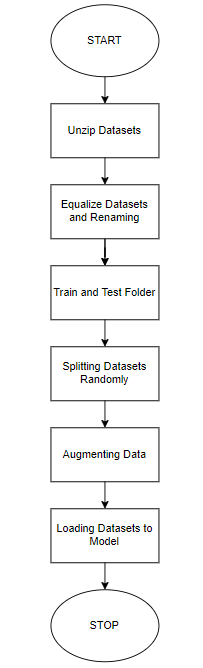 START
Unzip Datasets
Equalize Datasets
and Renaming
Train and Test Folder
Splitting Datasets
Randomly
Augmenting Data
Loading Datasets to
Model
STOP